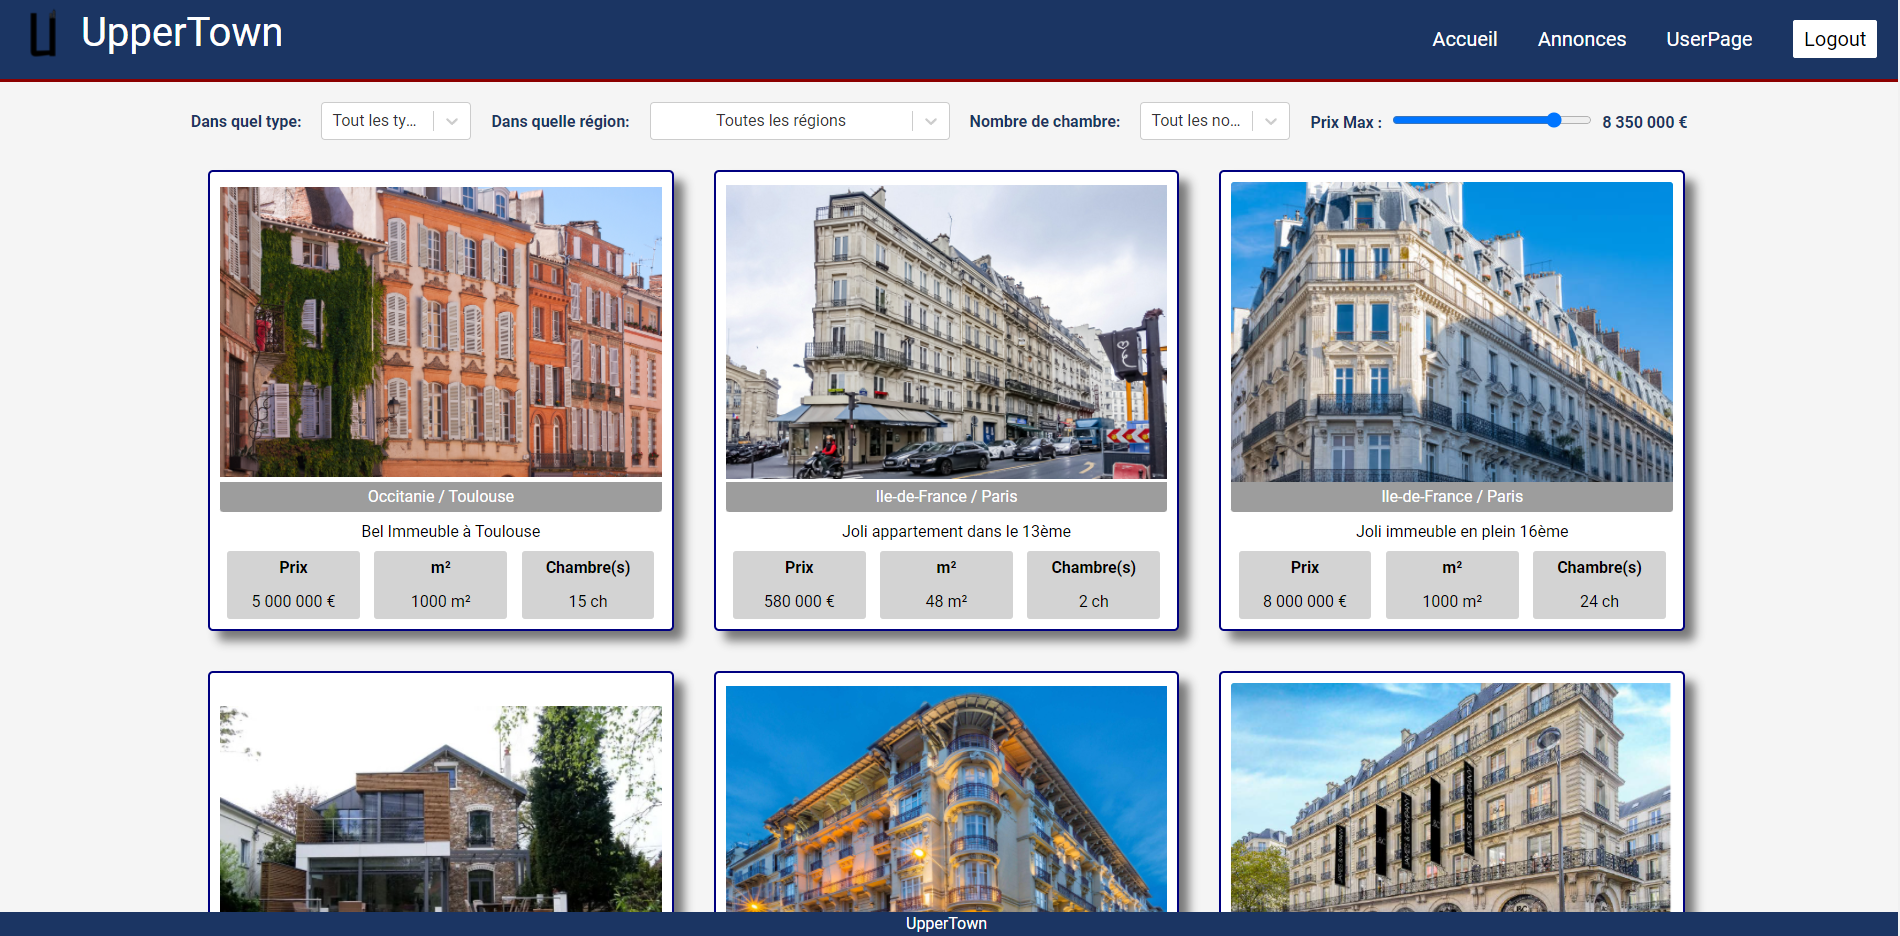 UpperTown
Accueil
Annonces
UserPage
Logout
Dans quel type:
Tout les ty...
Dans quelle région:
Toutes les régions
Nombre de chambre:
Tout les no...
Prix Max :
8 350 000 €
Occitanie / Toulouse
Bel Immeuble à Toulouse
Prix
m²
Chambre(s)
5 000 000 €
1000 m²
15 ch
Ile-de-France / Paris
Joli appartement dans le 13ème
Prix
m²
Chambre(s)
580 000 €
48 m²
2 ch
Ile-de-France / Paris
Joli immeuble en plein 16ème
Prix
m²
Chambre(s)
8 000 000 €
1000 m²
24 ch
JAMES & COMPANY
JAMES & COMPANY
UpperTown